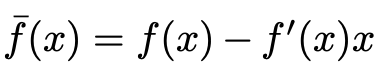 f̄(x) = f(x) − f′(x)x